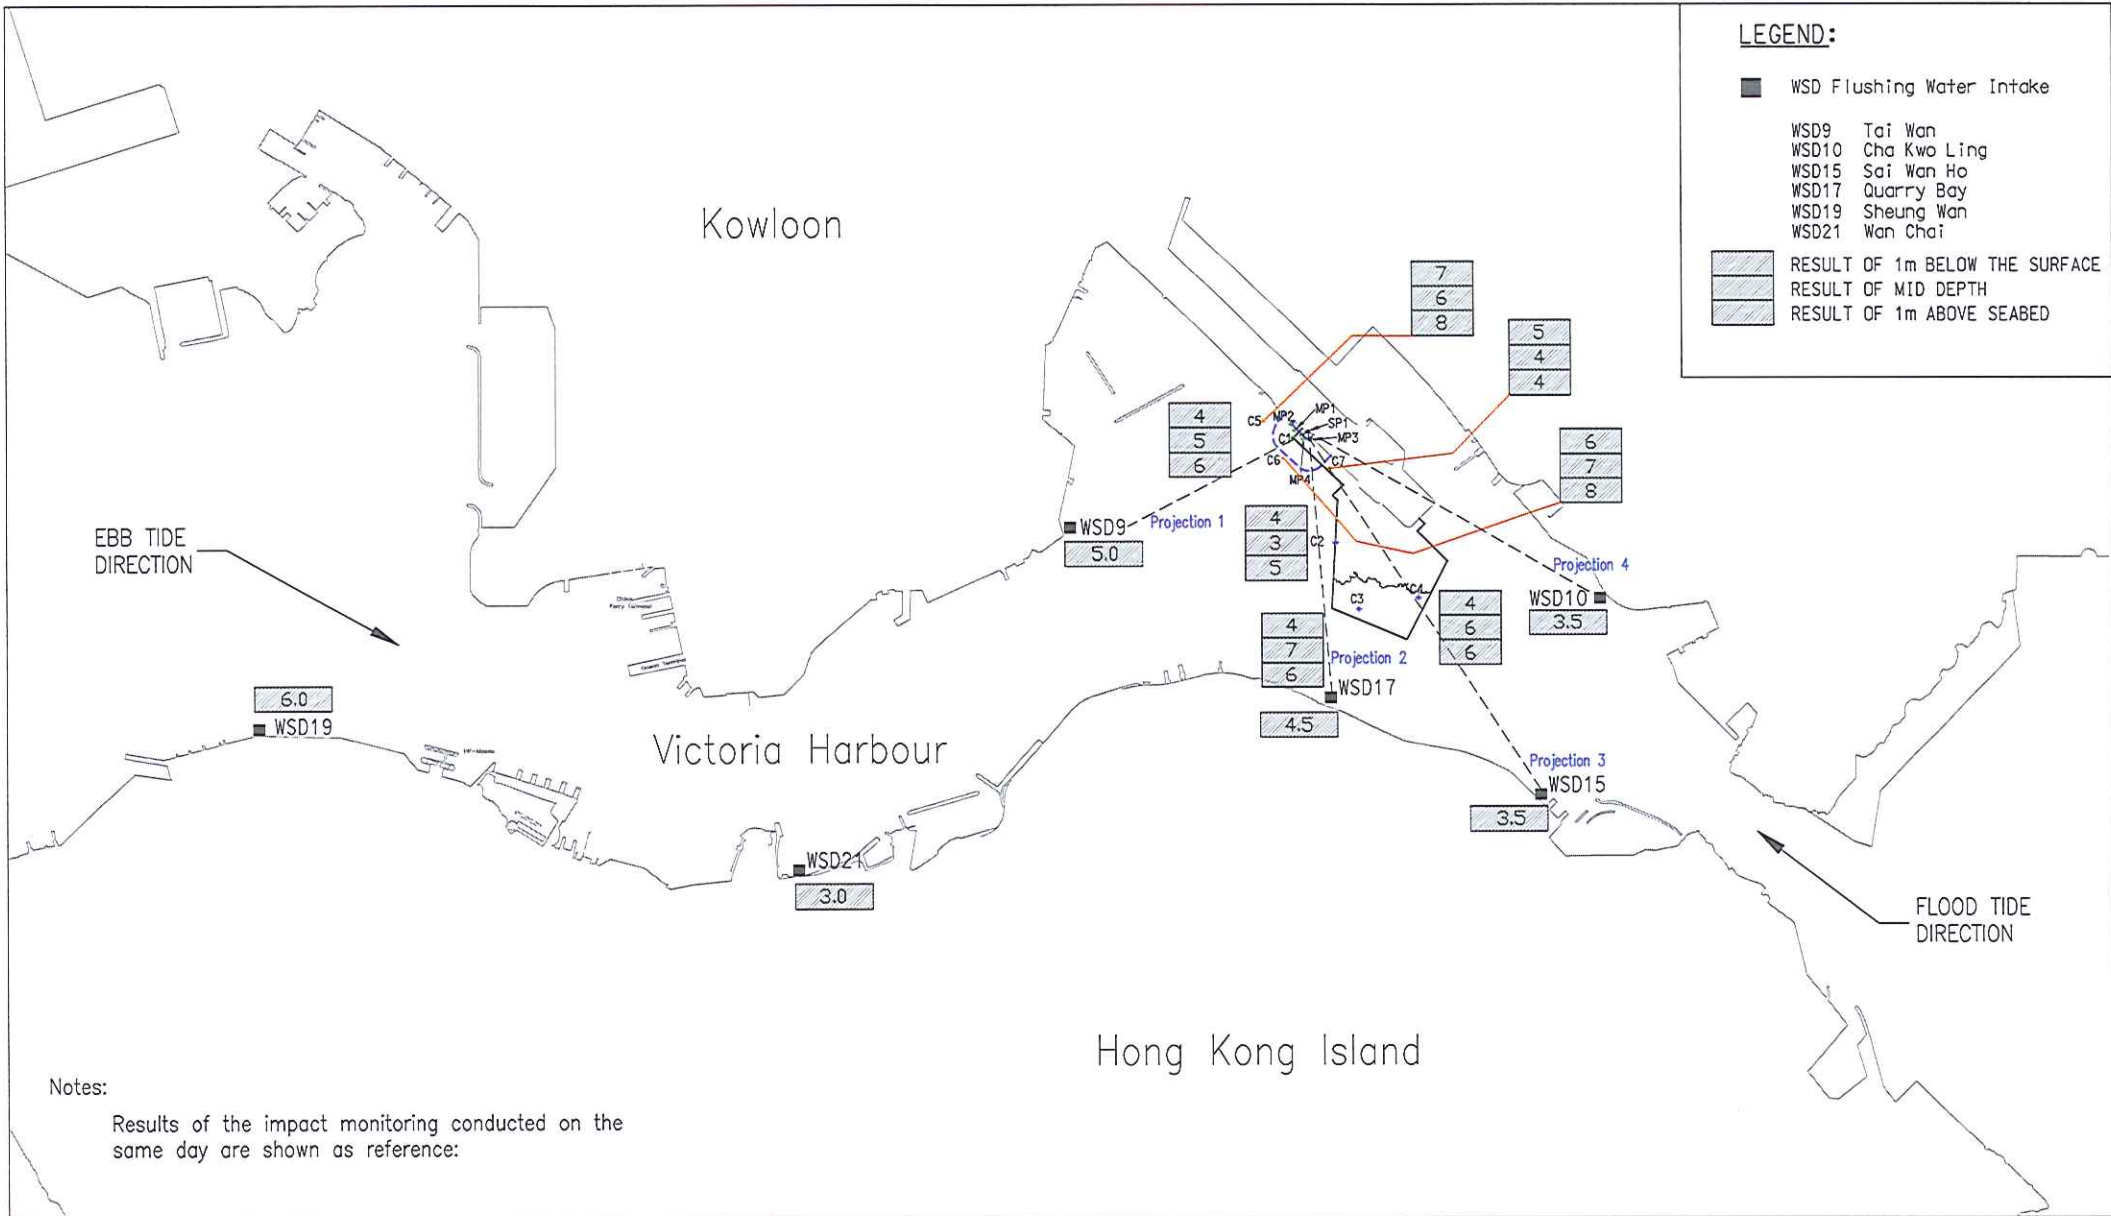 LEGEND:
WSD Flushing Water Intake
WSD9 Tai Wan
WSD10 Cha Kwo Ling
WSD15 Sai Wan Ho
WSD17 Quarry Bay
WSD19 Sheung Wan
WSD21 Wan Chai
RESULT OF 1m BELOW THE SURFACE
RESULT OF MID DEPTH
RESULT OF 1m ABOVE SEABED
Kowloon
7
6
8
5
4
4
4
5
6
6
7
8
C5
MP2
MP1
SP1
MP3
C1
C6
C7
MP4
WSD9
5.0
Projection 1
4
3
5
C2
EBB TIDE
DIRECTION
China
Ferry Terminal
Ocean Terminal
Projection 4
WSD10
3.5
C3
C4
4
6
6
4
7
6
Projection 2
WSD17
4.5
6.0
WSD19
Victoria Harbour
Projection 3
WSD15
3.5
WSD21
3.0
FLOOD TIDE
DIRECTION
Hong Kong Island
Notes:
Results of the impact monitoring conducted on the
same day are shown as reference: